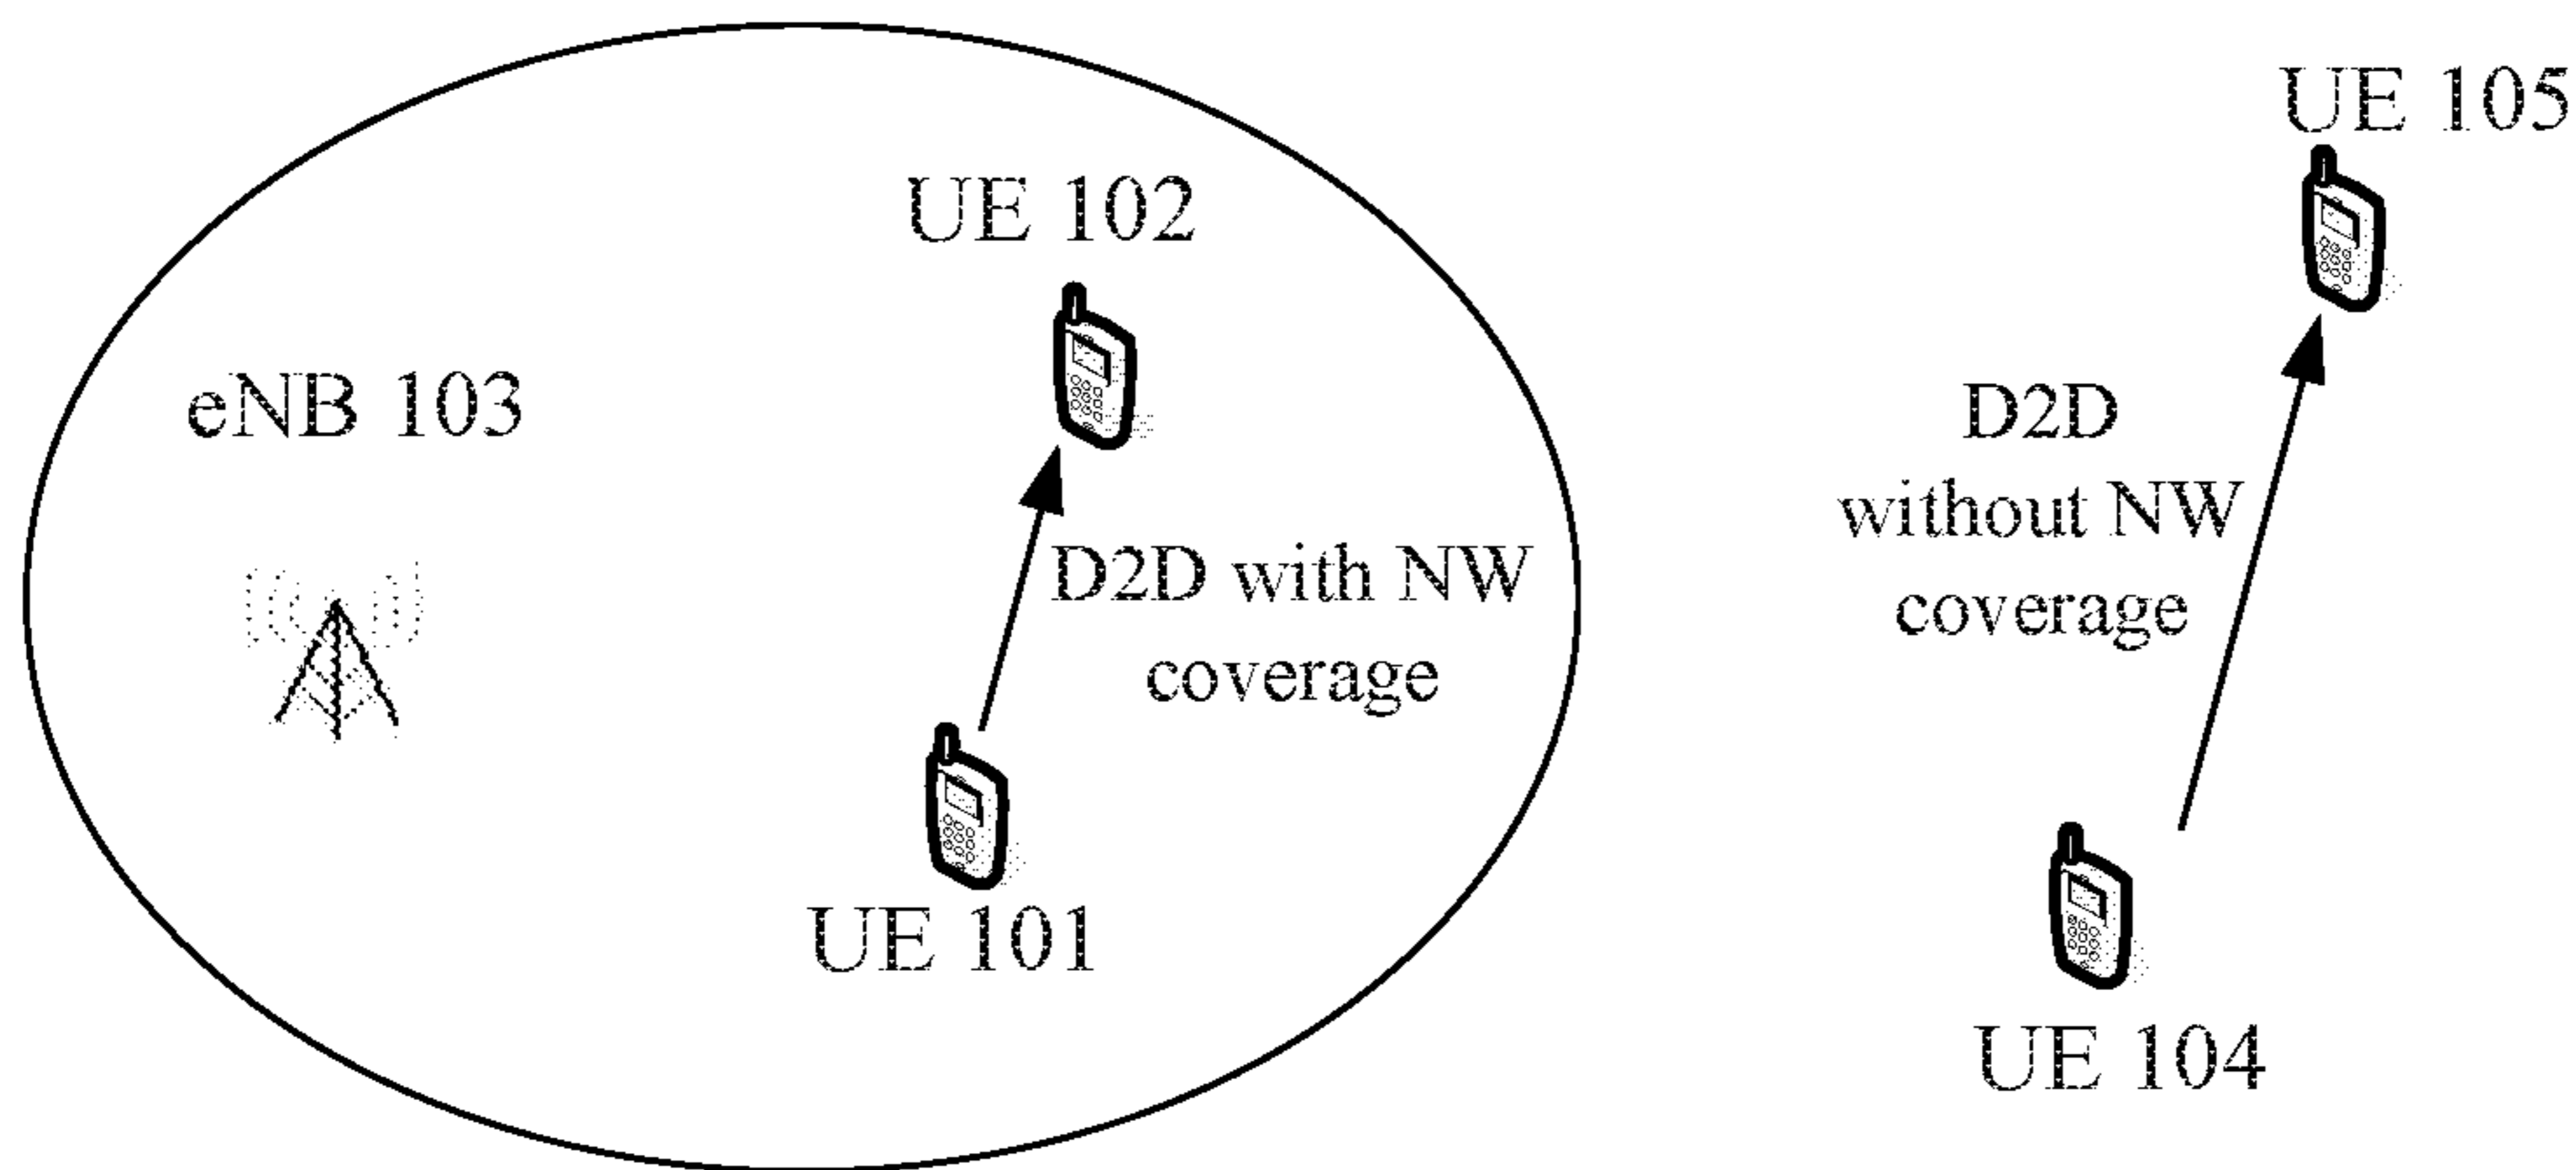 eNB 103
UE 102
D2D with NW
coverage
UE 101
UE 105
D2D
without NW
coverage
UE 104